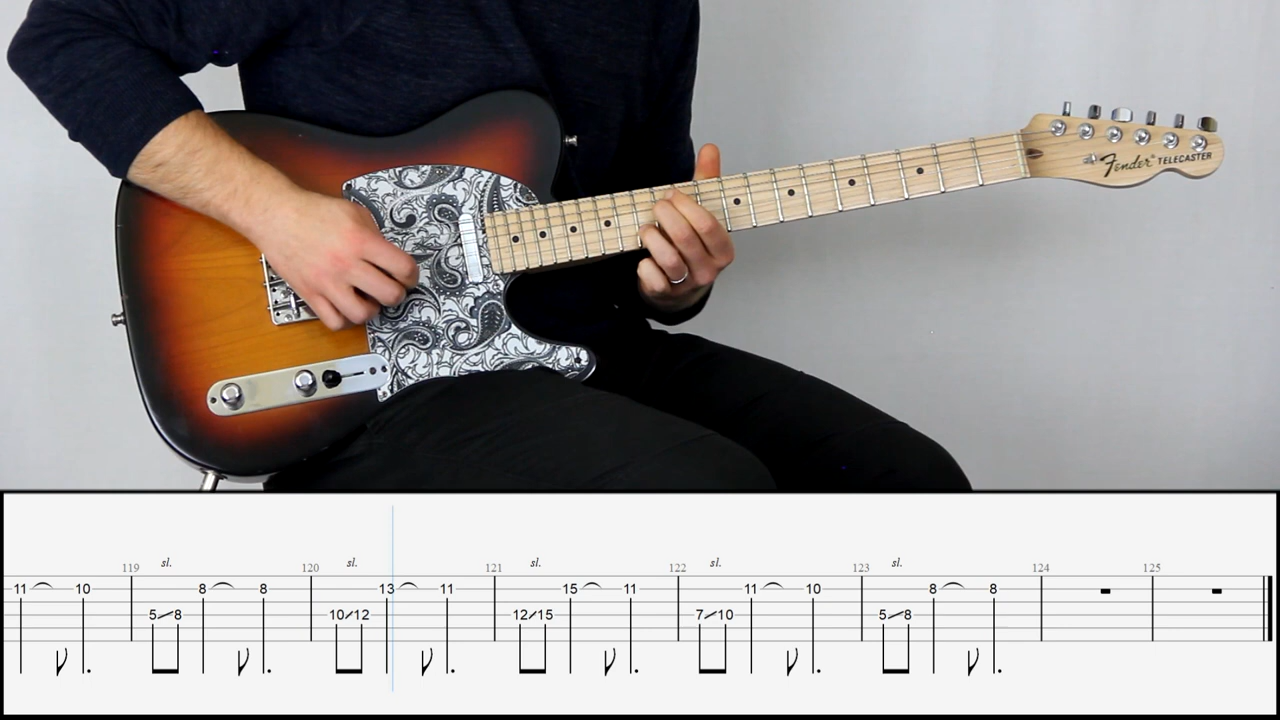 Fender TELECASTER
119 120 121 122 123 124 125
sl. sl. sl. sl. sl.
11 10 8 8 13 11 15 11 11 10 8 8
5/8 10/12 12/15 7/10 5/8